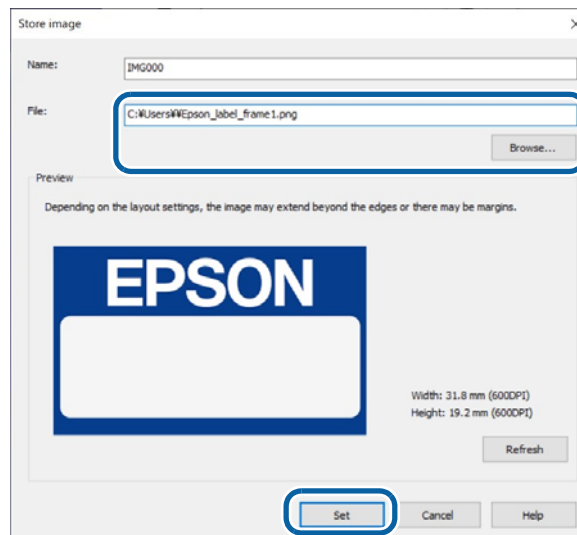 Store image
Name:
IMG000
File:
C:¥Users¥¥Epson_label_frame1.png
Browse...
Preview
Depending on the layout settings, the image may extend beyond the edges or there may be margins.
EPSON
Width: 31.8 mm (600DPI)
Height: 19.2 mm (600DPI)
Refresh
Set
Cancel
Help